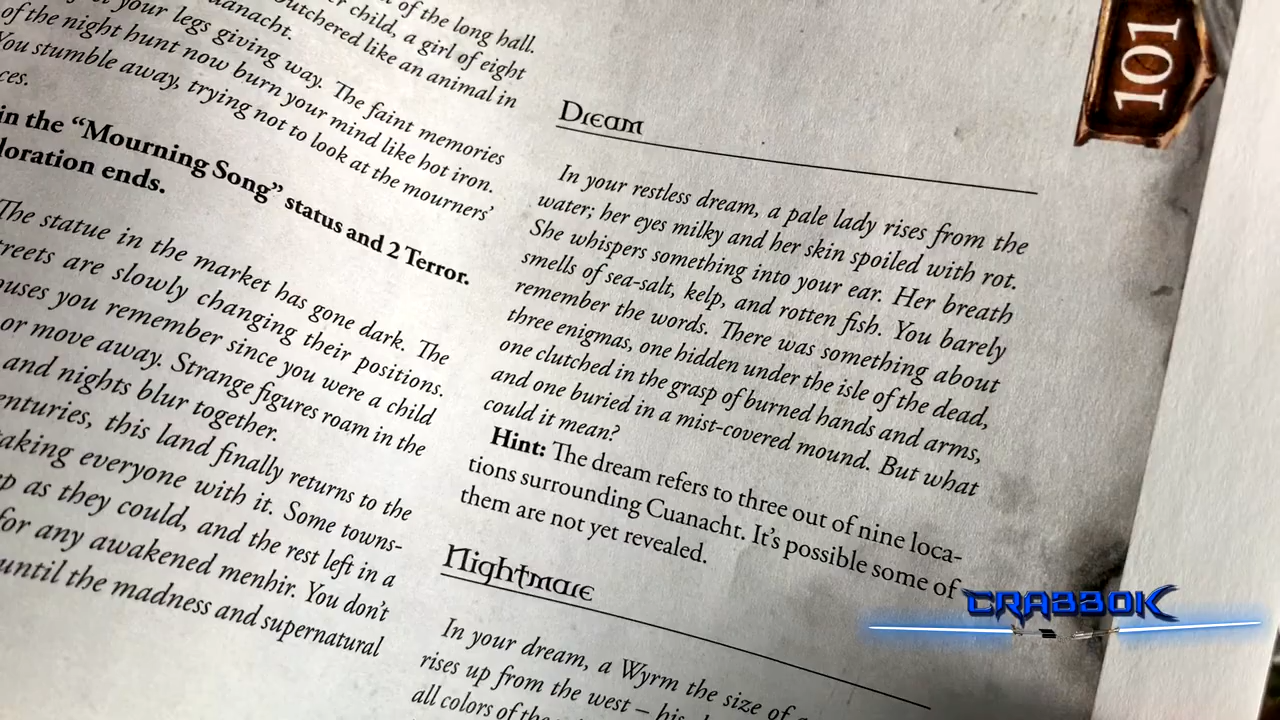 of the long hall.
child, a girl of eight
butchered like an animal in
your legs giving way. The faint memories
of the night hunt now burn your mind like hot iron.
You stumble away, trying not to look at the mourners'
in the “Mourning Song” status and 2 Terror.
ends.
The statue in the market has gone dark. The
are slowly changing their positions.
you remember since you were a child
or move away. Strange figures roam in the
and nights blur together.
this land finally returns to the
taking everyone with it. Some towns-
as they could, and the rest left in a
for any awakened menhir. You don't
until the madness and supernatural
101
Dream
In your restless dream, a pale lady rises from the
water; her eyes milky and her skin spoiled with rot.
She whispers something into your ear. Her breath
smells of sea-salt, kelp, and rotten fish. You barely
remember the words. There was something about
three enigmas, one hidden under the isle of the dead,
one clutched in the grasp of burned hands and arms,
and one buried in a mist-covered mound. But what
could it mean?
Hint: The dream refers to three out of nine loca-
tions surrounding Cuanacht. It's possible some of
them are not yet revealed.
Nightmare
In your dream, a Wyrm the size of
rises up from the west – his
all colors of the
CRABBOK